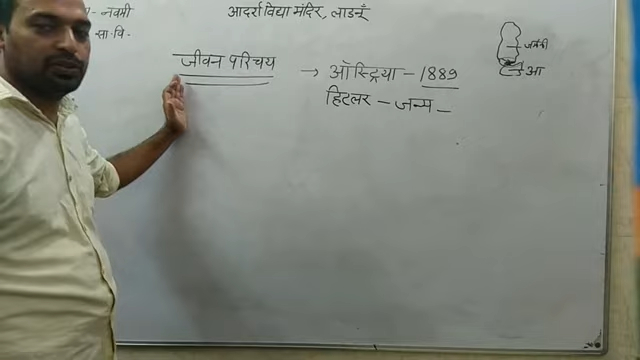 - नवमी
आदर्श विद्या मंदिर, लाडनूँ
सा. वि -
जीवन परिचय
→ ऑस्ट्रिया - 1889
हिटलर - जन्म -
जर्मनी
आ